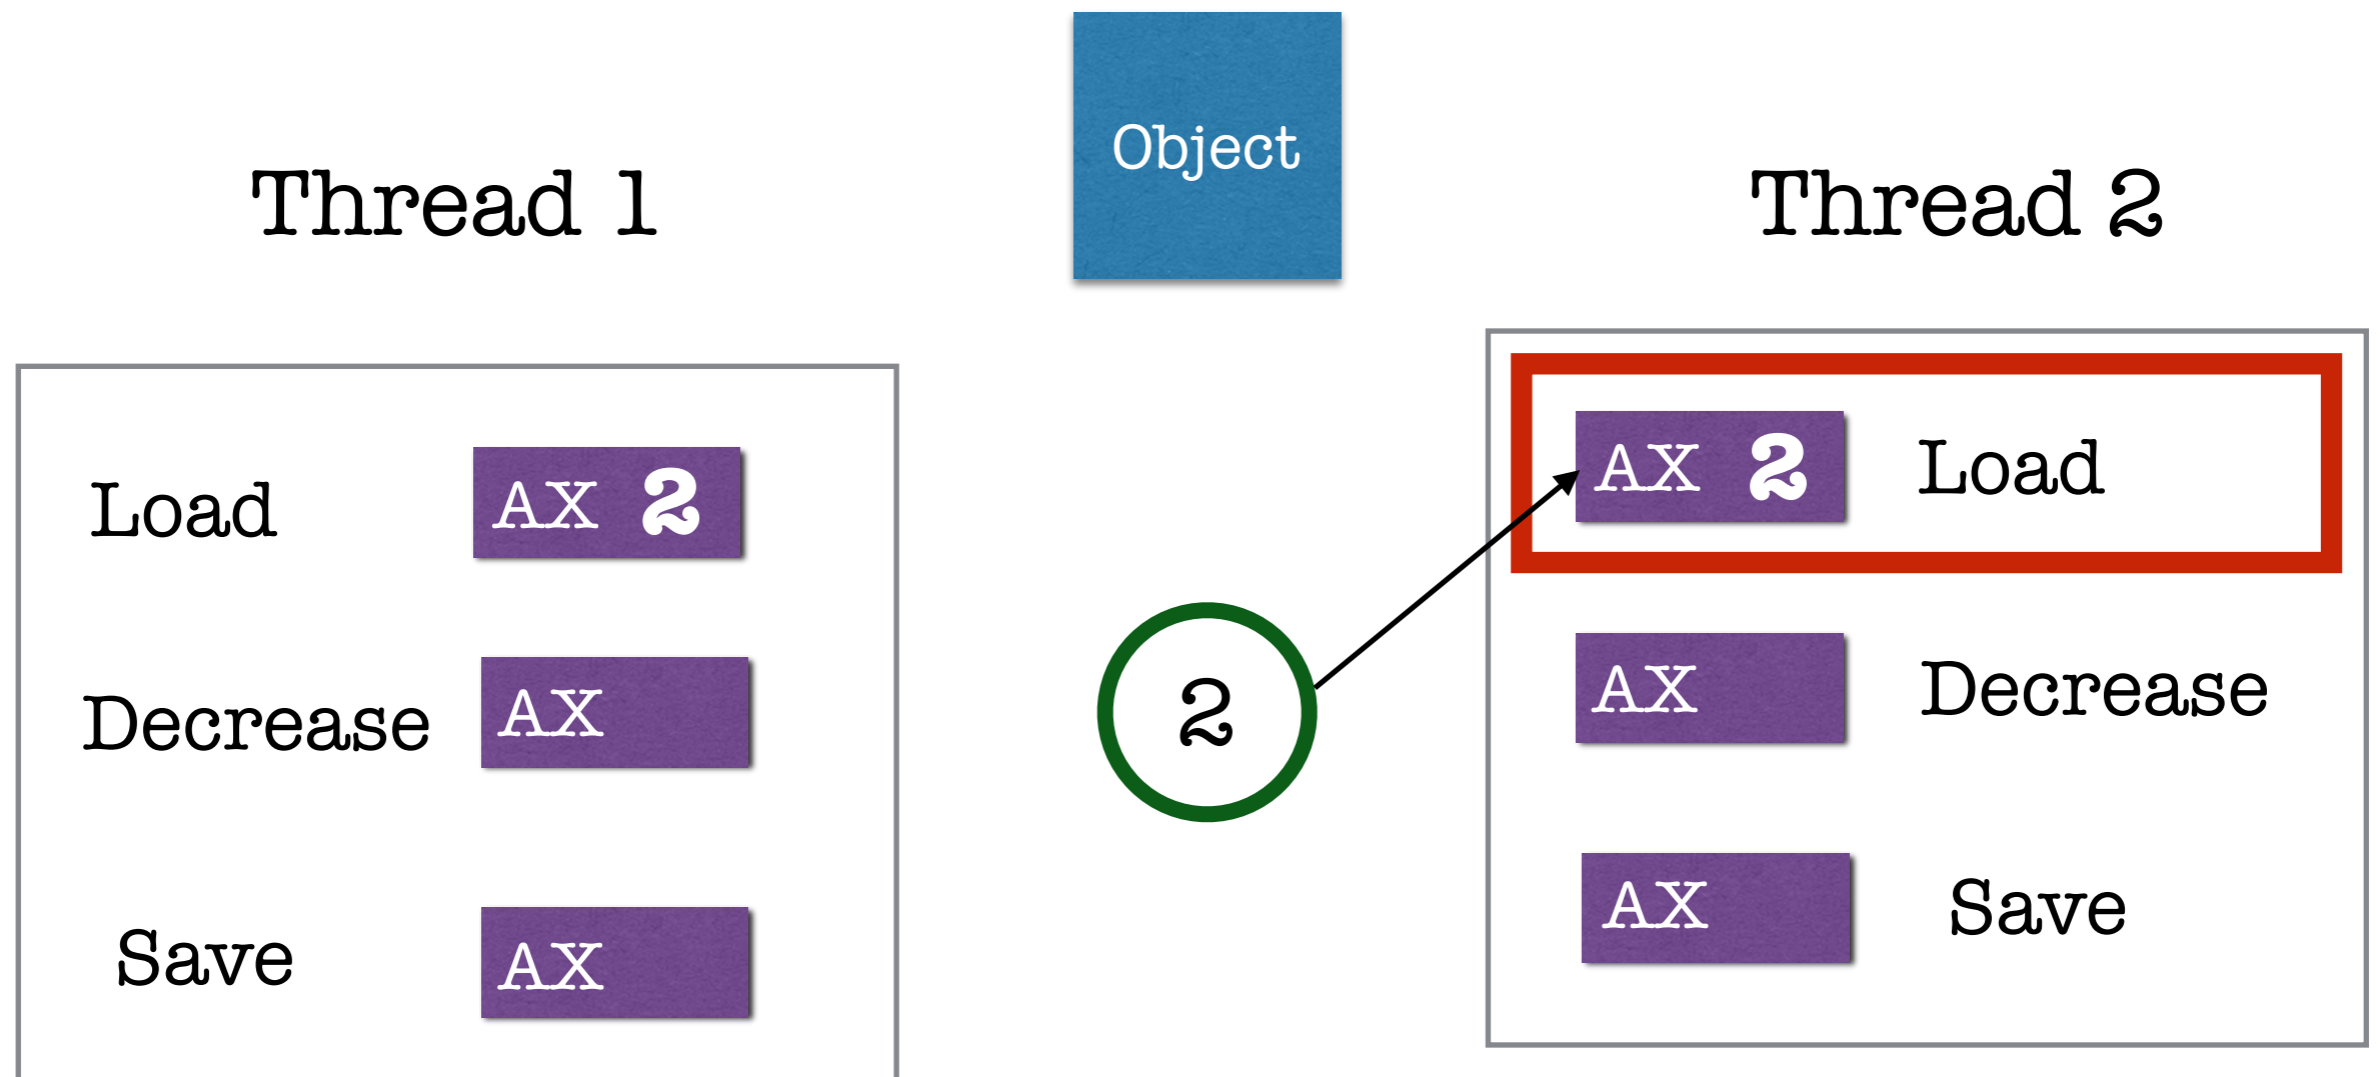 Object
Thread 1
Thread 2
Load
AX 2
Decrease
AX
Save
AX
2
AX 2
Load
AX
Decrease
AX
Save